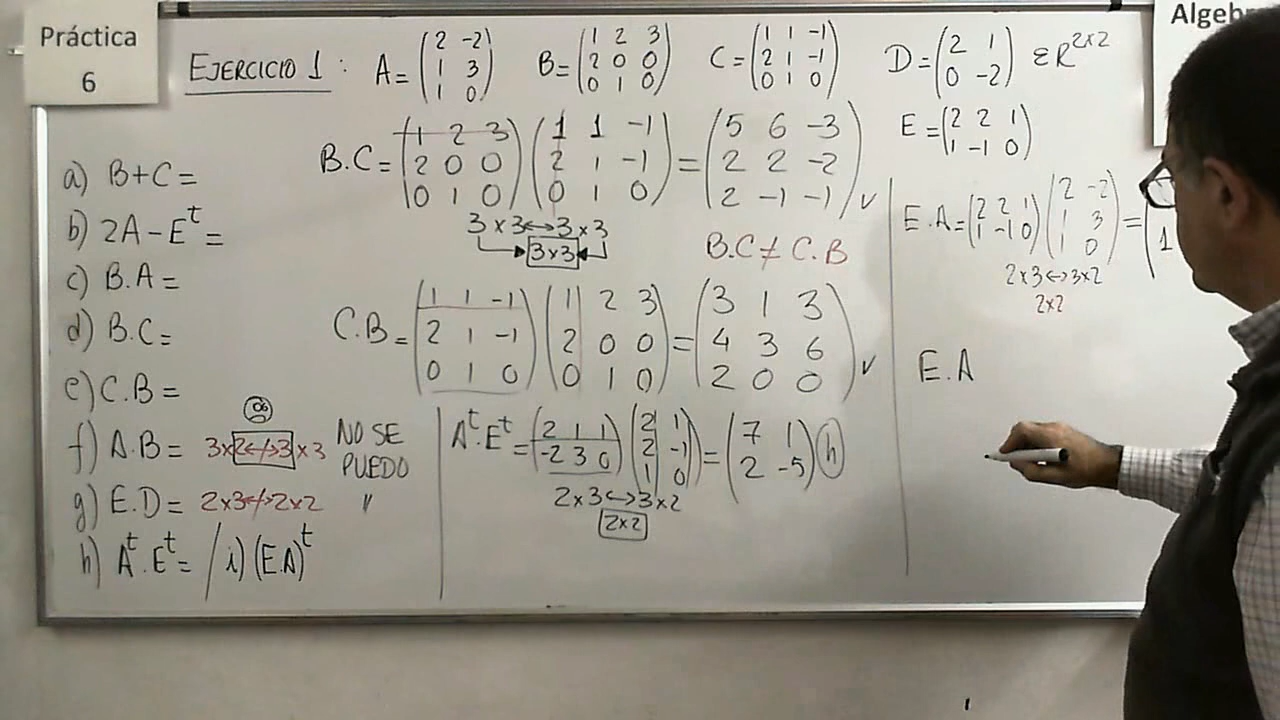 Práctica
6
Algebr
EJERCICIO 1: A = (2 -2; 1 3; 1 0) B = (1 2 3; 2 0 0; 0 1 0) C = (1 1 -1; 2 1 -1; 0 1 0) D = (2 1; 0 -2) ∈ R^2x2
E = (2 2 1; 1 -1 0)
a) B+C =
b) 2A - E^t =
c) B.A =
d) B.C =
e) C.B =
f) A.B = 3x2<-/->3x3
g) E.D = 2x3<-/->2x2
NO SE
PUEDO
"
h) A^t.E^t = / i) (E.A)^t
B.C = (1 2 3; 2 0 0; 0 1 0) (1 1 -1; 2 1 -1; 0 1 0) = (5 6 -3; 2 2 -2; 2 -1 -1) ✓
3x3<->3x3
3x3
B.C ≠ C.B
C.B = (1 1 -1; 2 1 -1; 0 1 0) (1 2 3; 2 0 0; 0 1 0) = (3 1 3; 4 3 6; 2 0 0) ✓
A^t.E^t = (2 1 1; -2 3 0) (2 1; 2 -1; 1 0) = (7 1; 2 -5) h
2x3<->3x2
2x2
E.A = (2 2 1; 1 -1 0) (2 -2; 1 3; 1 0) = ( 1
2x3<->3x2
2x2
E.A